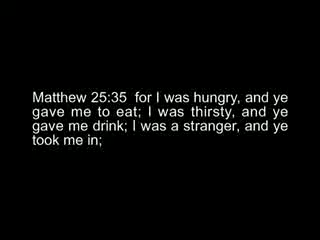 Matthew 25:35 for I was hungry, and ye
gave me to eat; I was thirsty, and ye
gave me drink; I was a stranger, and ye
took me in;